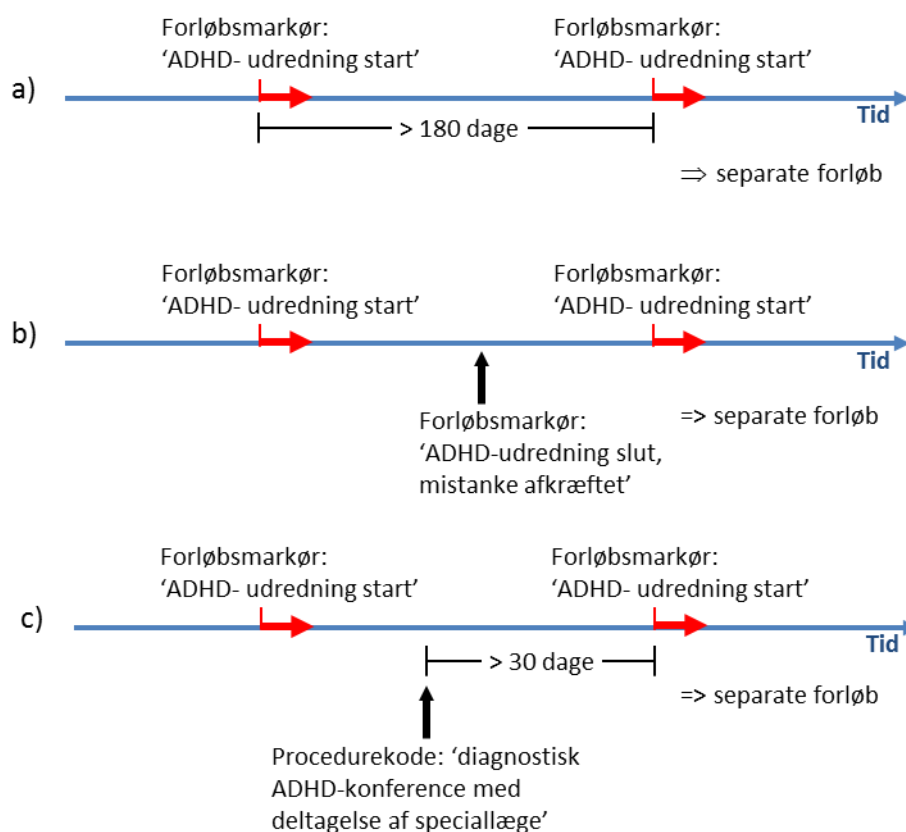 Forløbsmarkør:
‘ADHD- udredning start’
Forløbsmarkør:
‘ADHD- udredning start’
a)
Tid
> 180 dage
⇒ separate forløb
Forløbsmarkør:
‘ADHD- udredning start’
Forløbsmarkør:
‘ADHD- udredning start’
b)
Tid
Forløbsmarkør:
‘ADHD-udredning slut,
mistanke afkræftet’
=> separate forløb
Forløbsmarkør:
‘ADHD- udredning start’
Forløbsmarkør:
‘ADHD- udredning start’
c)
Tid
> 30 dage
=> separate forløb
Procedurekode: ‘diagnostisk
ADHD-konference med
deltagelse af speciallæge’